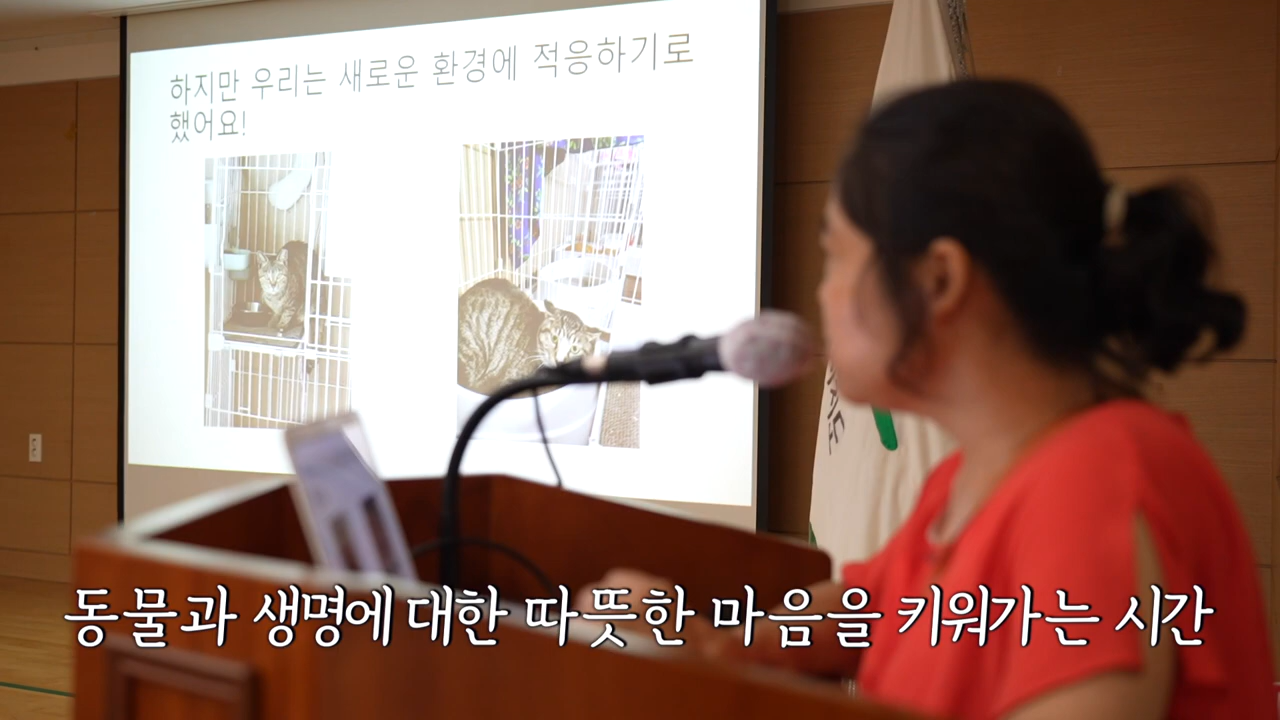 하지만 우리는 새로운 환경에 적응하기로
했어요!
동물과 생명에 대한 따뜻한 마음을 키워가는 시간